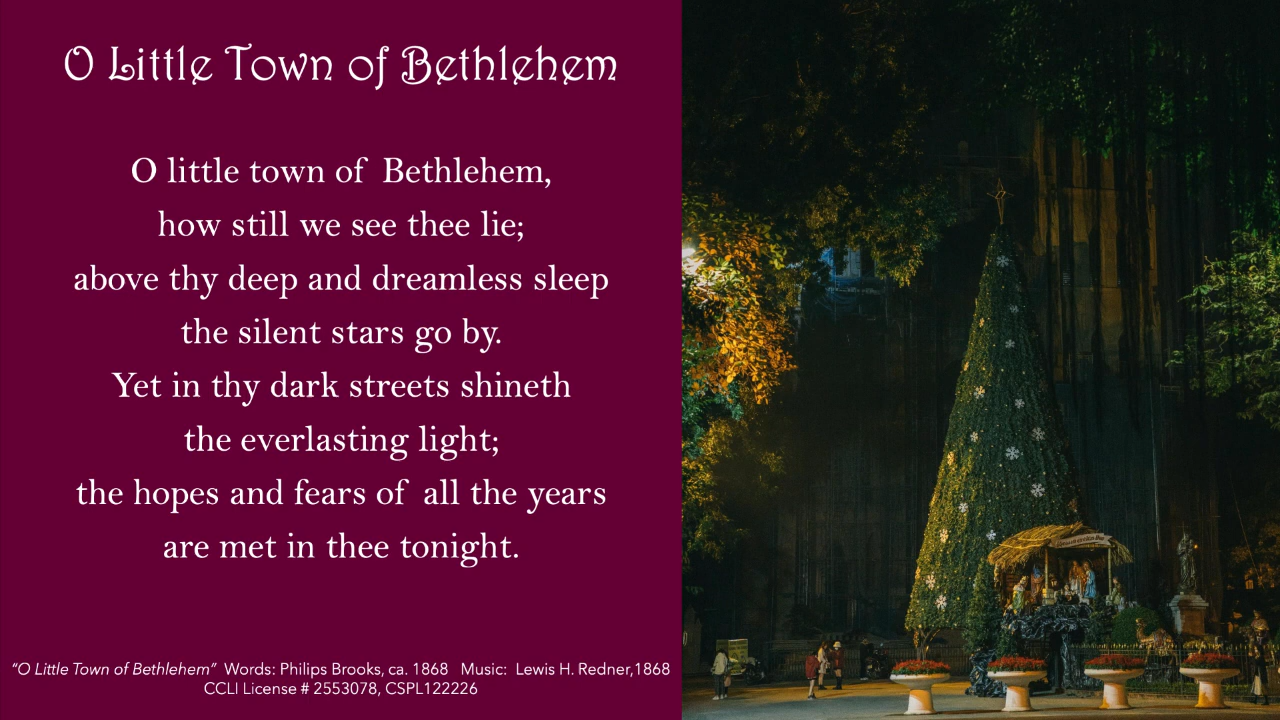 O Little Town of Bethlehem
O little town of Bethlehem,
how still we see thee lie;
above thy deep and dreamless sleep
the silent stars go by.
Yet in thy dark streets shineth
the everlasting light;
the hopes and fears of all the years
are met in thee tonight.
"O Little Town of Bethlehem" Words: Philips Brooks, ca. 1868 Music: Lewis H. Redner,1868
CCLI License # 2553078, CSPL122226